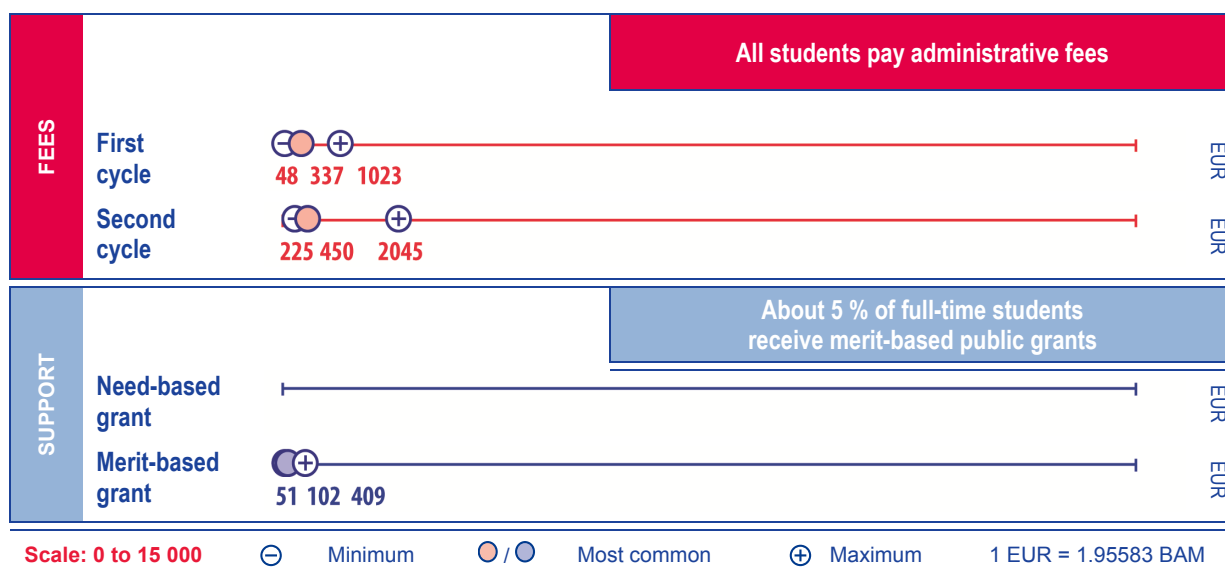 All students pay administrative fees
FEES
First
cycle
48 337 1023
EUR
Second
cycle
225 450 2045
EUR
About 5 % of full-time students
receive merit-based public grants
SUPPORT
Need-based
grant
EUR
Merit-based
grant
51 102 409
EUR
Scale: 0 to 15 000 Minimum / Most common Maximum 1 EUR = 1.95583 BAM